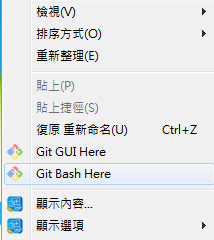 檢視(V)
排序方式(O)
重新整理(E)
貼上(P)
貼上捷徑(S)
復原 重新命名(U) Ctrl+Z
Git GUI Here
Git Bash Here
顯示內容...
顯示選項